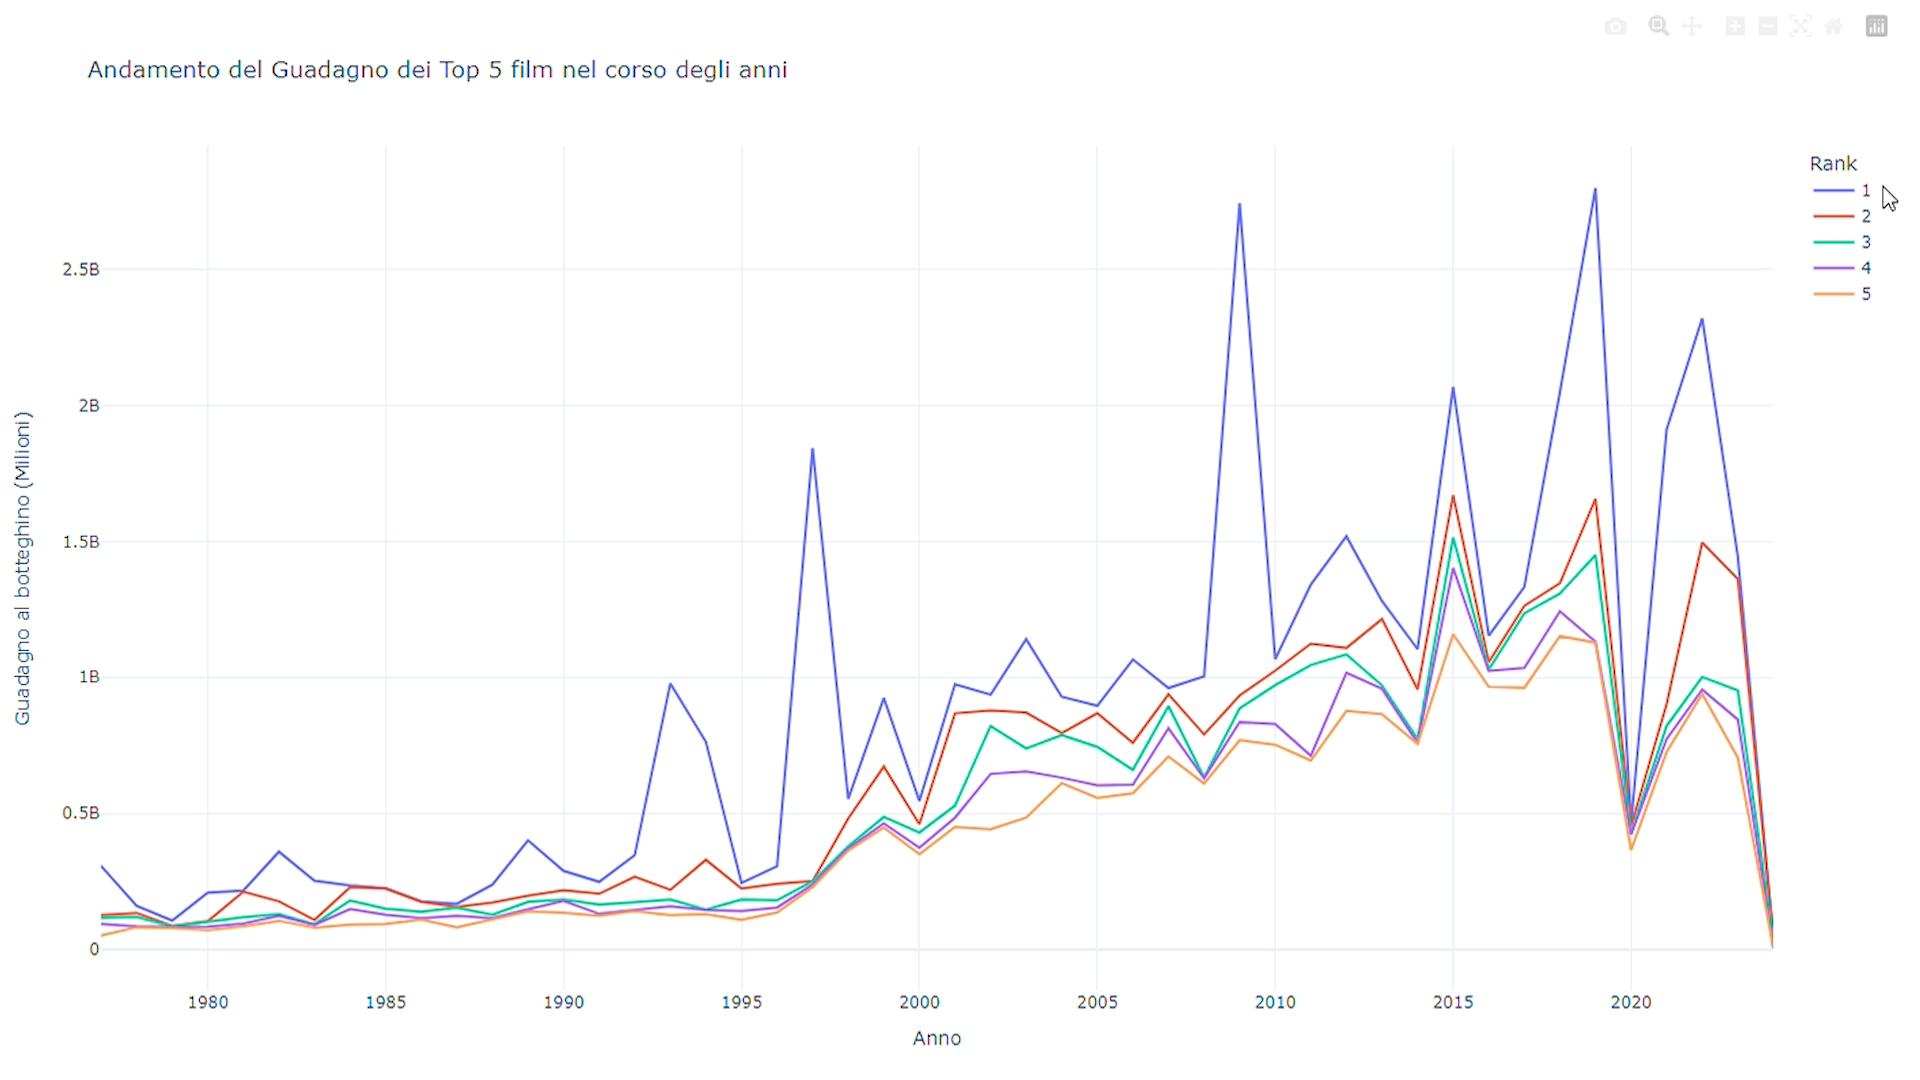 Andamento del Guadagno dei Top 5 film nel corso degli anni
Rank
1
2
3
4
5
Guadagno al botteghino (Milioni)
2.5B
2B
1.5B
1B
0.5B
0
1980 1985 1990 1995 2000 2005 2010 2015 2020
Anno